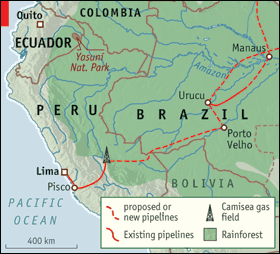 COLOMBIA
Quito
ECUADOR
Yasuni
Nat. Park
Manaus
Amazon
Urucu
PERU
BRAZIL
Porto
Velho
Lima
Pisco
BOLIVIA
PACIFIC
OCEAN
400 km
proposed or
new pipelines
Existing pipelines
Camisea gas
field
Rainforest